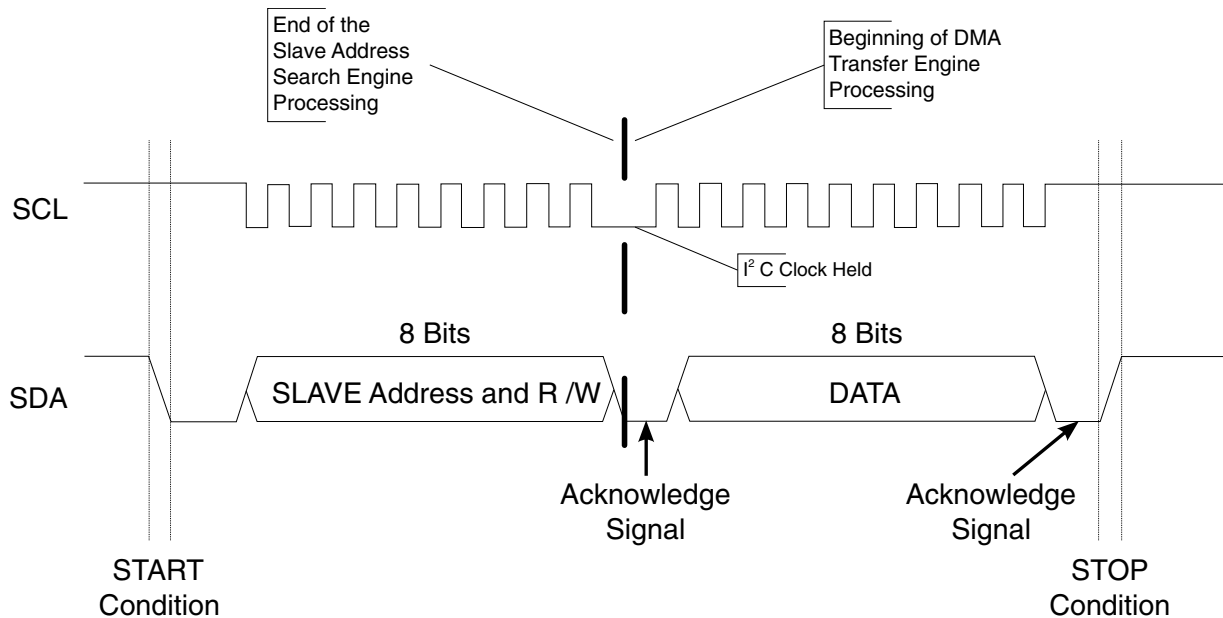 End of the
Slave Address
Search Engine
Processing
Beginning of DMA
Transfer Engine
Processing
SCL
I² C Clock Held
8 Bits
8 Bits
SDA
SLAVE Address and R /W
DATA
Acknowledge
Signal
Acknowledge
Signal
START
Condition
STOP
Condition